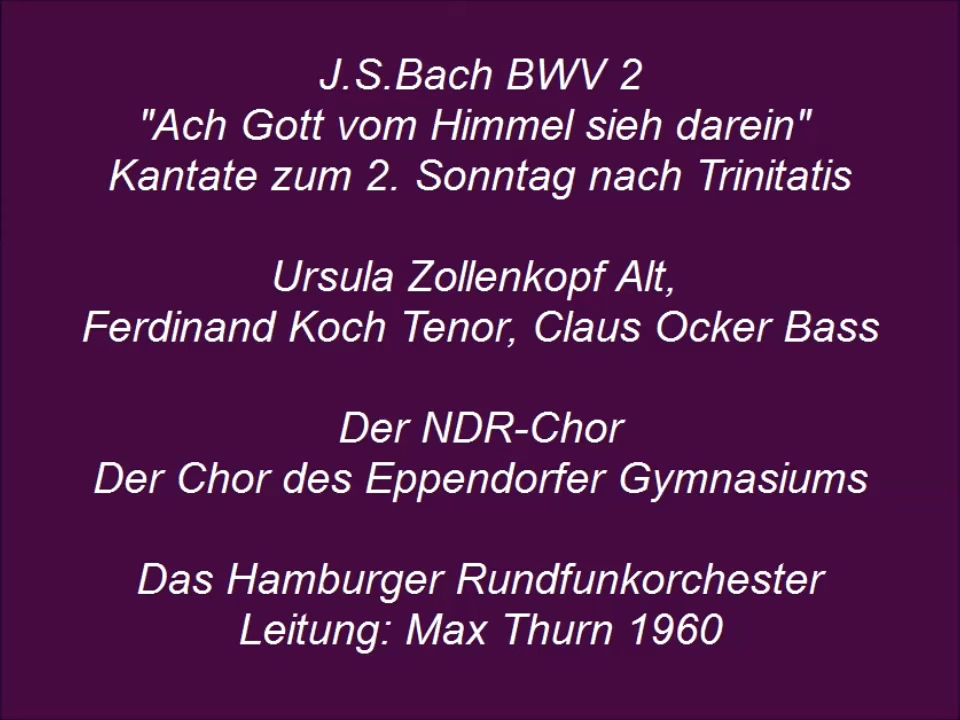 J.S.Bach BWV 2
"Ach Gott vom Himmel sieh darein"
Kantate zum 2. Sonntag nach Trinitatis
Ursula Zollenkopf Alt,
Ferdinand Koch Tenor, Claus Ocker Bass
Der NDR-Chor
Der Chor des Eppendorfer Gymnasiums
Das Hamburger Rundfunkorchester
Leitung: Max Thurn 1960